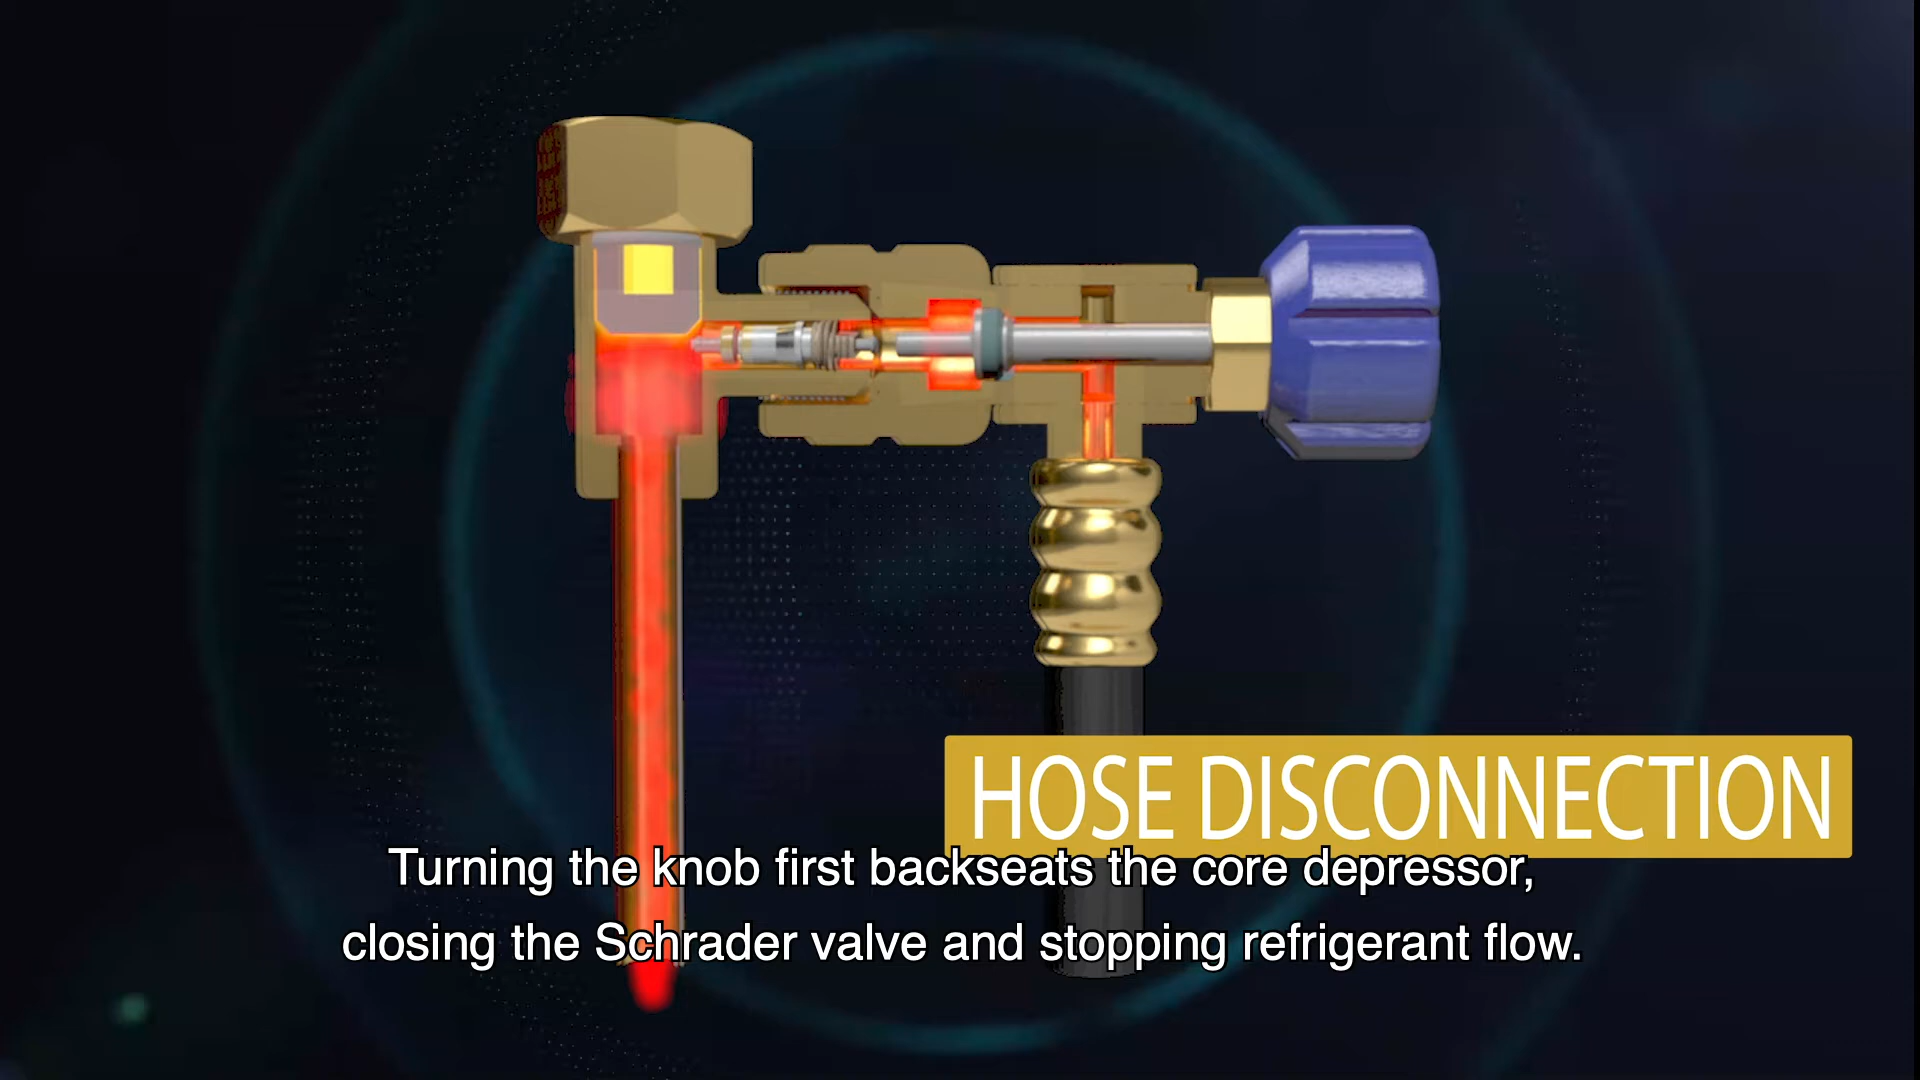 HOSE DISCONNECTION
Turning the knob first backseats the core depressor,
closing the Schrader valve and stopping refrigerant flow.